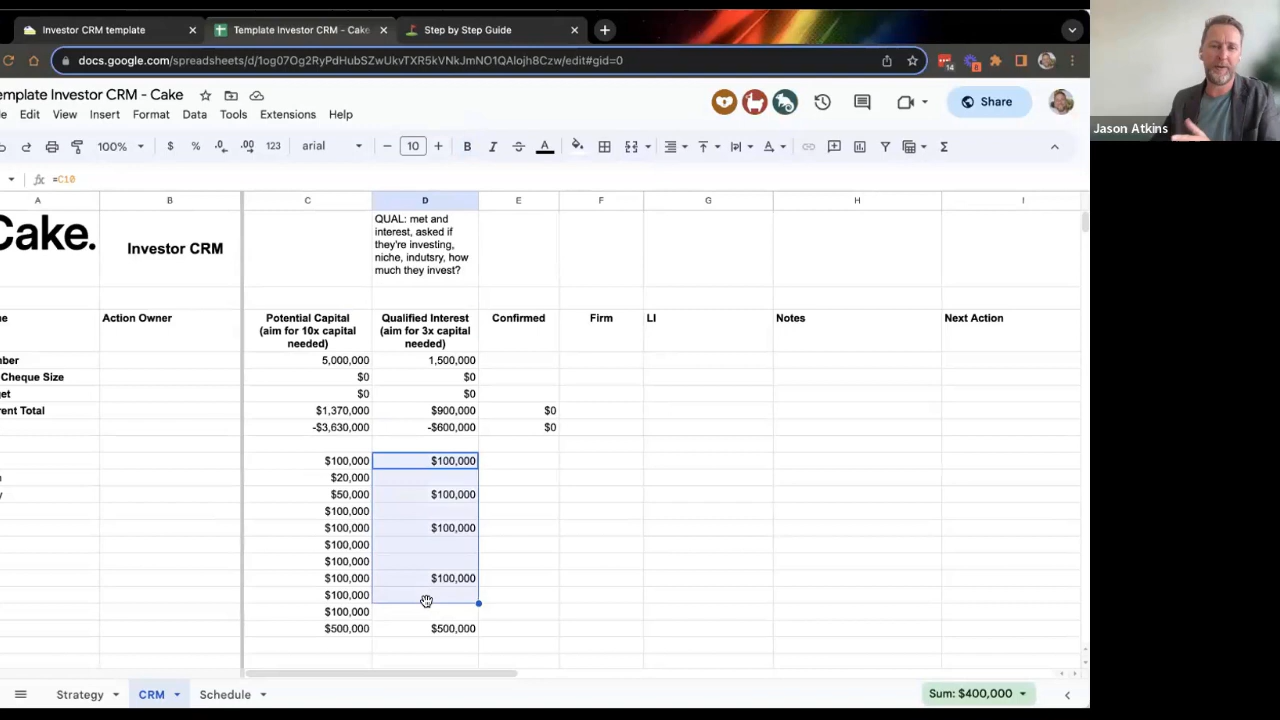 Investor CRM template
Template Investor CRM - Cake
Step by Step Guide
docs.google.com/spreadsheets/d/1og07Og2RyPdHubSZwUkvTXR5kVNkJmNO1QAlojh8Czw/edit#gid=0
14
8
emplate Investor CRM - Cake
Edit View Insert Format Data Tools Extensions Help
Share
Jason Atkins
100% $ % .0 .00 123 arial 10 B I A
fx =C10
A B C D E F G H I
Cake.
Investor CRM
QUAL: met and
interest, asked if
they're investing,
niche, indutsry, how
much they invest?
Action Owner
Potential Capital
(aim for 10x capital
needed)
Qualified Interest
(aim for 3x capital
needed)
Confirmed
Firm
LI
Notes
Next Action
mber 5,000,000 1,500,000
Cheque Size $0 $0
get $0 $0
rent Total $1,370,000 $900,000 $0
-$3,630,000 -$600,000 $0
$100,000 $100,000
$20,000
$50,000 $100,000
$100,000
$100,000 $100,000
$100,000
$100,000
$100,000 $100,000
$100,000
$100,000
$500,000 $500,000
Strategy CRM Schedule
Sum: $400,000